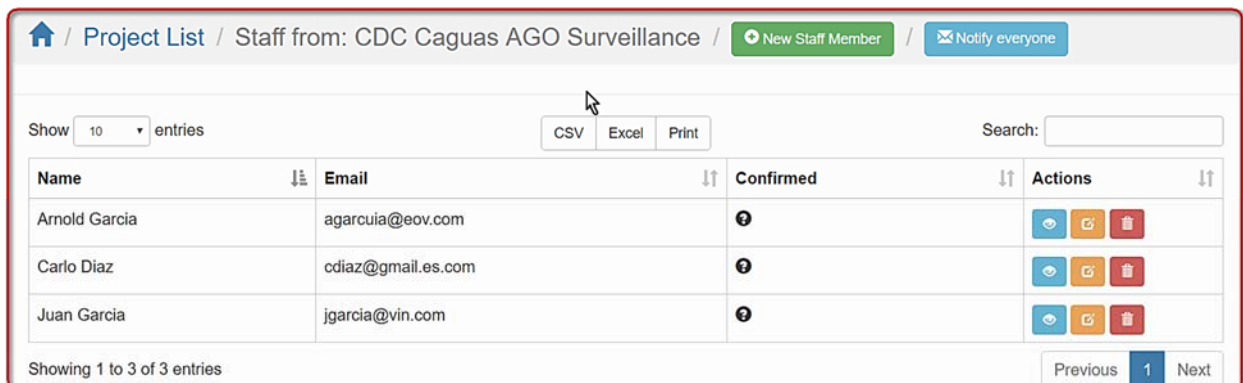 / Project List / Staff from: CDC Caguas AGO Surveillance / New Staff Member / Notify everyone
Show 10 entries CSV Excel Print Search:
Name Email Confirmed Actions
Arnold Garcia agarcuia@eov.com
Carlo Diaz cdiaz@gmail.es.com
Juan Garcia jgarcia@vin.com
Showing 1 to 3 of 3 entries Previous 1 Next